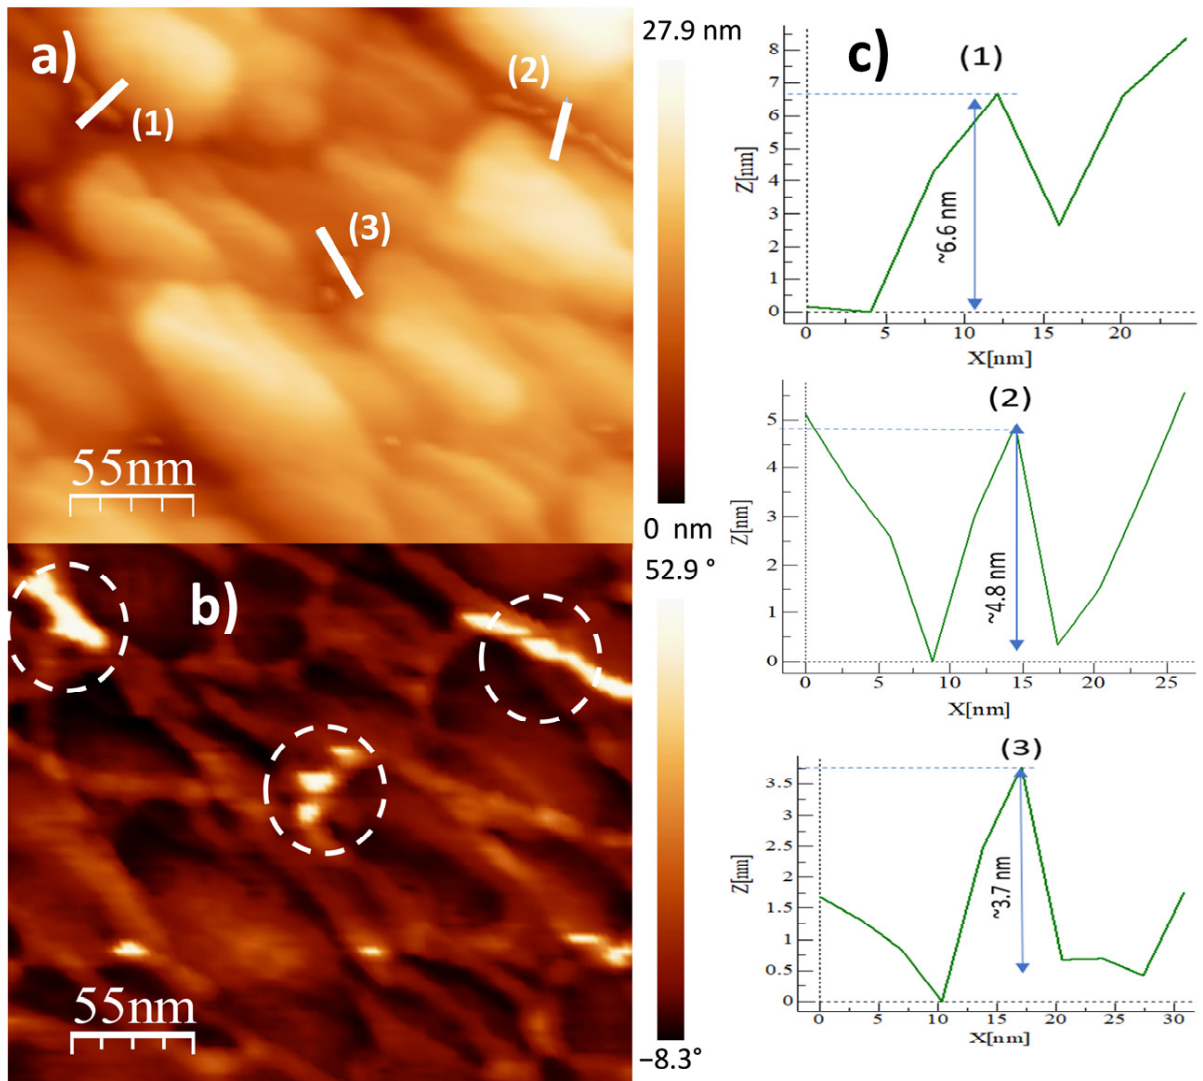 a)
(1)
(2)
(3)
55nm
27.9 nm
0 nm
b)
55nm
52.9 °
−8.3°
c)
(1)
Z[nm]
8
7
6
5
4
3
2
1
0
~6.6 nm
0 5 10 15 20
X[nm]
(2)
Z[nm]
5
4
3
2
1
0
~4.8 nm
0 5 10 15 20 25
X[nm]
(3)
Z[nm]
3.5
3
2.5
2
1.5
1
0.5
0
~3.7 nm
0 5 10 15 20 25 30
X[nm]